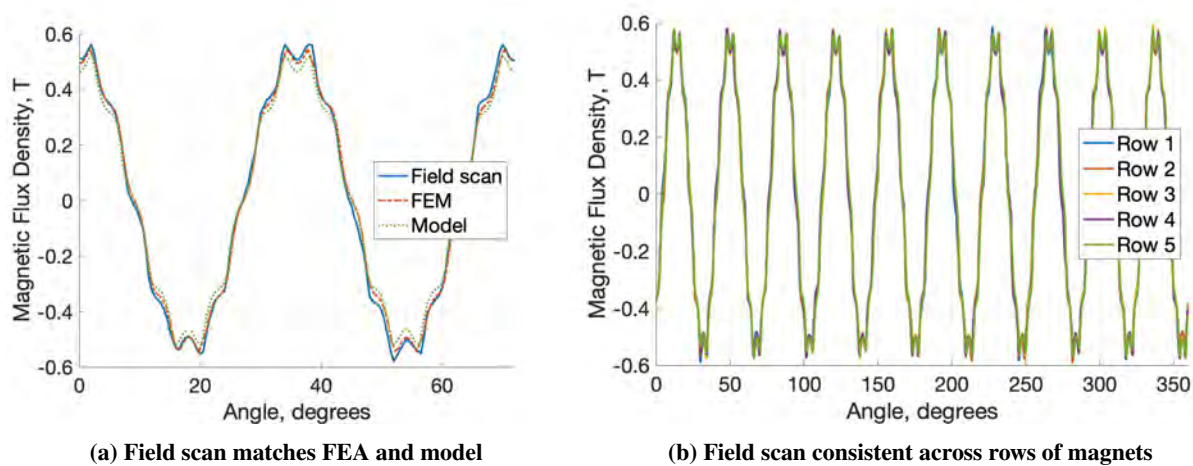 0.6
0.4
0.2
0
-0.2
-0.4
-0.6
Magnetic Flux Density, T
0 20 40 60
Angle, degrees
Field scan
FEM
Model
(a) Field scan matches FEA and model
0.6
0.4
0.2
0
-0.2
-0.4
-0.6
Magnetic Flux Density, T
0 50 100 150 200 250 300 350
Angle, degrees
Row 1
Row 2
Row 3
Row 4
Row 5
(b) Field scan consistent across rows of magnets